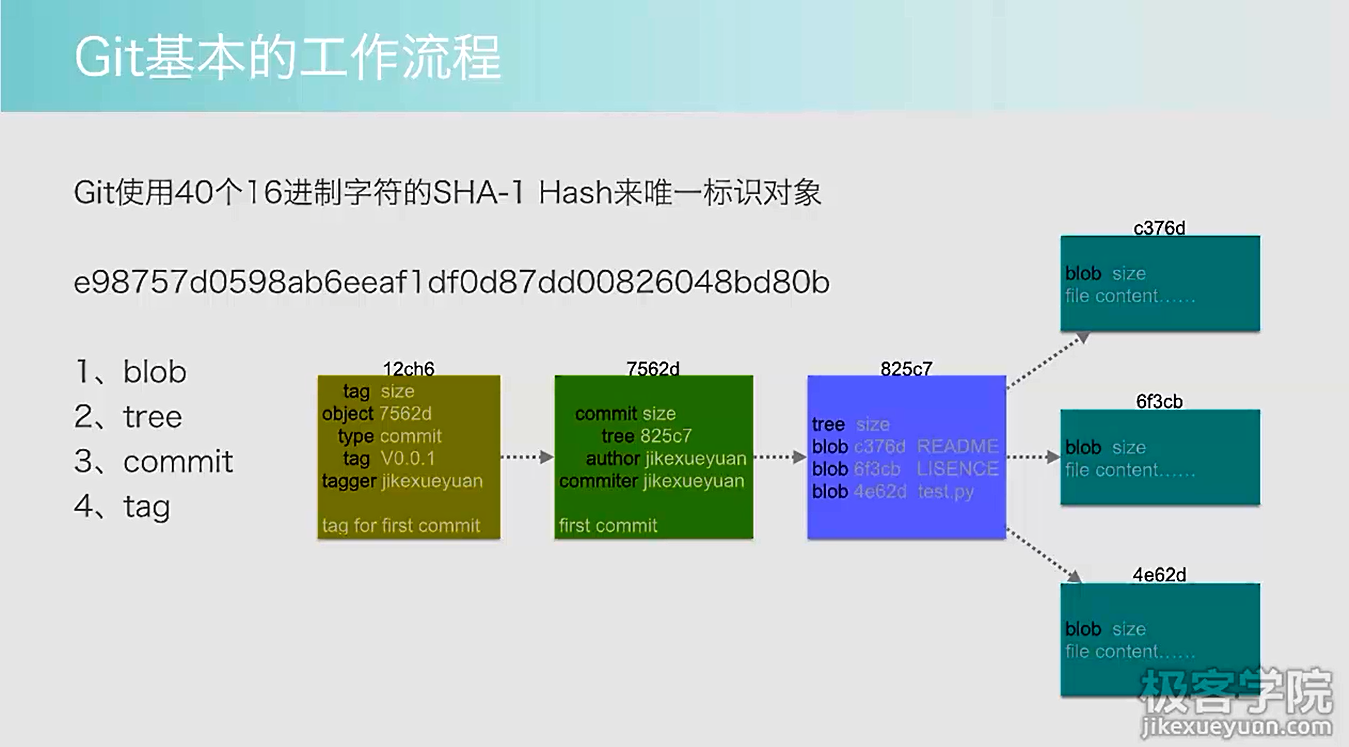 Git基本的工作流程
Git使用40个16进制字符的SHA-1 Hash来唯一标识对象
e98757d0598ab6eeaf1df0d87dd00826048bd80b
1、blob
2、tree
3、commit
4、tag
12ch6
tag size
object 7562d
type commit
tag V0.0.1
tagger jikexueyuan
tag for first commit
7562d
commit size
tree 825c7
author jikexueyuan
commiter jikexueyuan
first commit
825c7
tree size
blob c376d README
blob 6f3cb LISENCE
blob 4e62d test.py
c376d
blob size
file content......
6f3cb
blob size
file content......
4e62d
blob size
file content......
极客学院
jikexueyuan.com